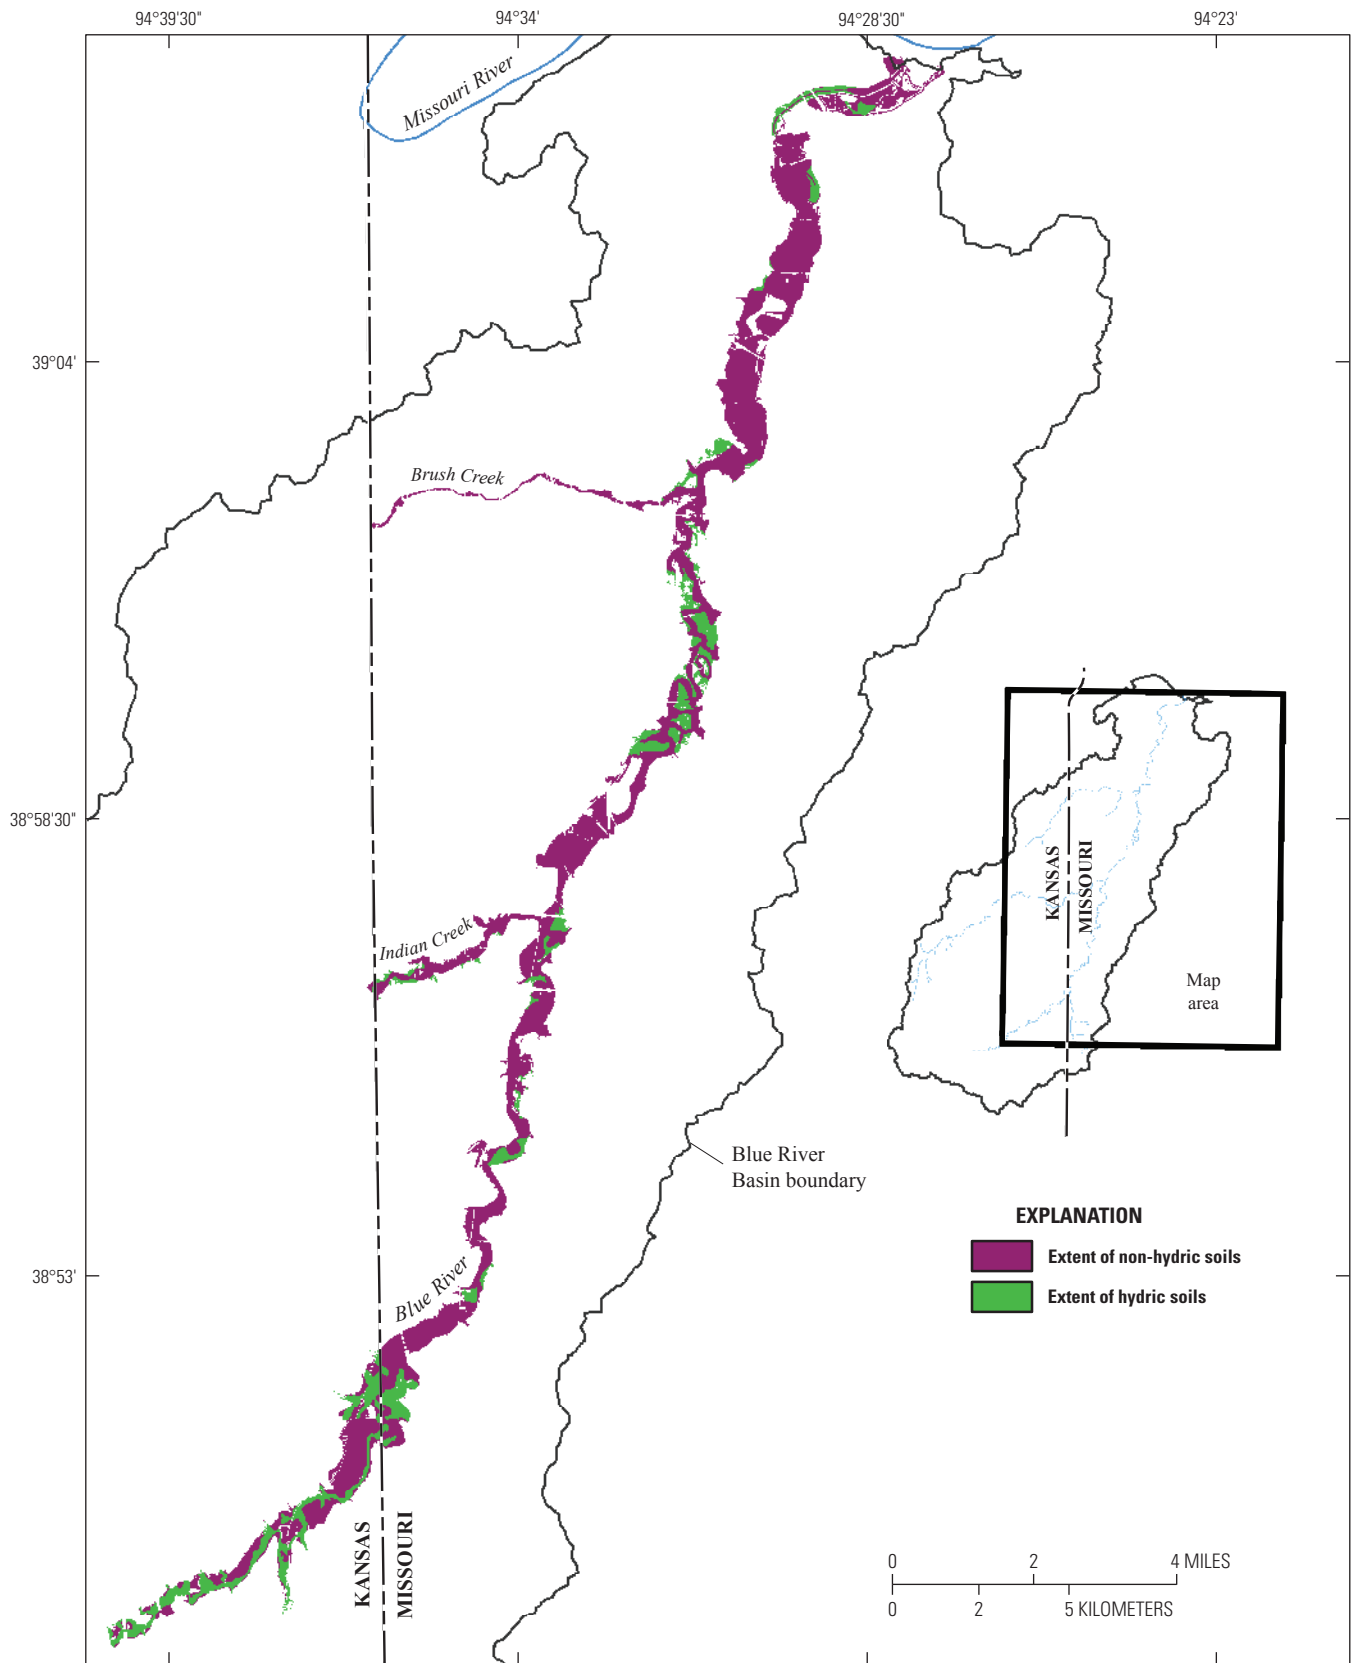 94°39'30"
94°34'
94°28'30"
94°23'
Missouri River
39°04'
Brush Creek
38°58'30"
KANSAS
MISSOURI
Indian Creek
Map
area
Blue River
Basin boundary
EXPLANATION
Extent of non-hydric soils
Extent of hydric soils
38°53'
Blue River
KANSAS
MISSOURI
0 2 4 MILES
0 2 5 KILOMETERS